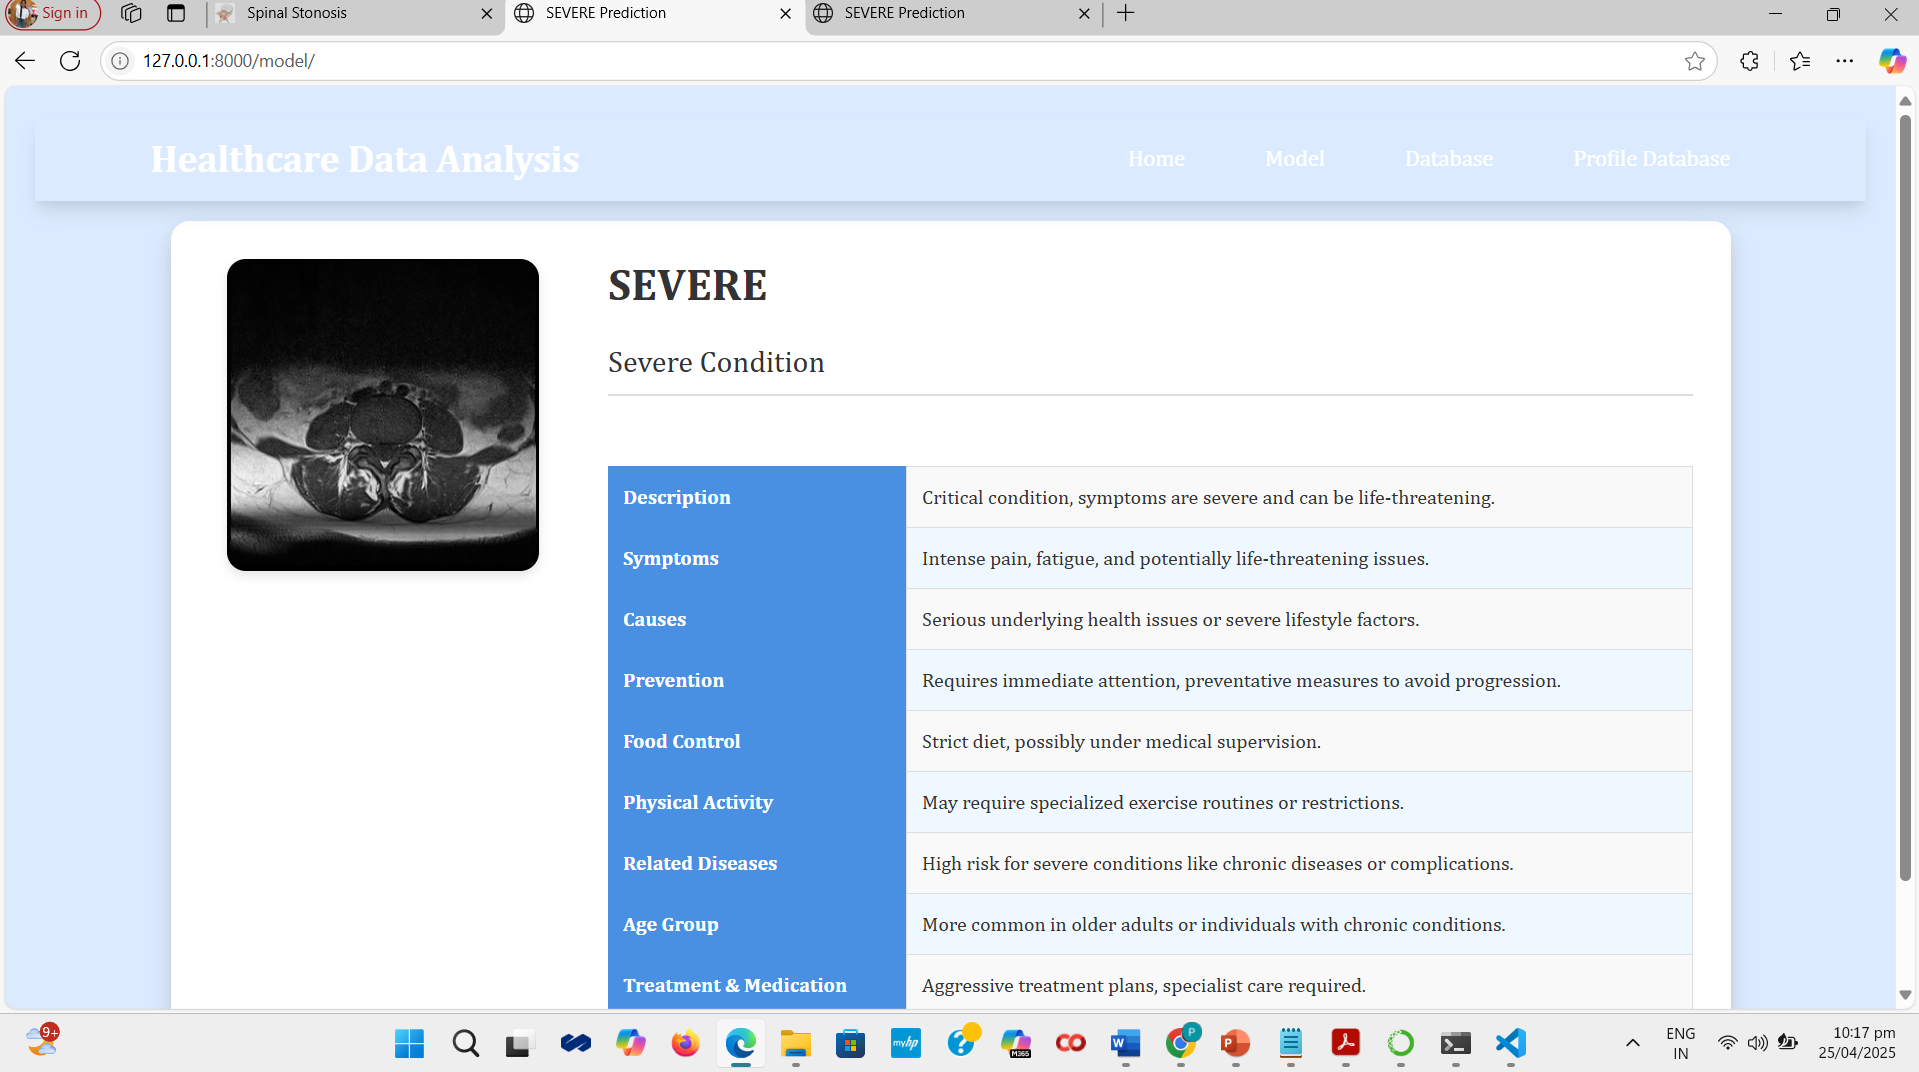 Sign in
Spinal Stonosis
SEVERE Prediction
SEVERE Prediction
127.0.0.1:8000/model/
Healthcare Data Analysis
Home
Model
Database
Profile Database
SEVERE
Severe Condition
Description Critical condition, symptoms are severe and can be life-threatening.
Symptoms Intense pain, fatigue, and potentially life-threatening issues.
Causes Serious underlying health issues or severe lifestyle factors.
Prevention Requires immediate attention, preventative measures to avoid progression.
Food Control Strict diet, possibly under medical supervision.
Physical Activity May require specialized exercise routines or restrictions.
Related Diseases High risk for severe conditions like chronic diseases or complications.
Age Group More common in older adults or individuals with chronic conditions.
Treatment & Medication Aggressive treatment plans, specialist care required.
9+
myhp
M365
W
P
P
ENG
IN
10:17 pm
25/04/2025